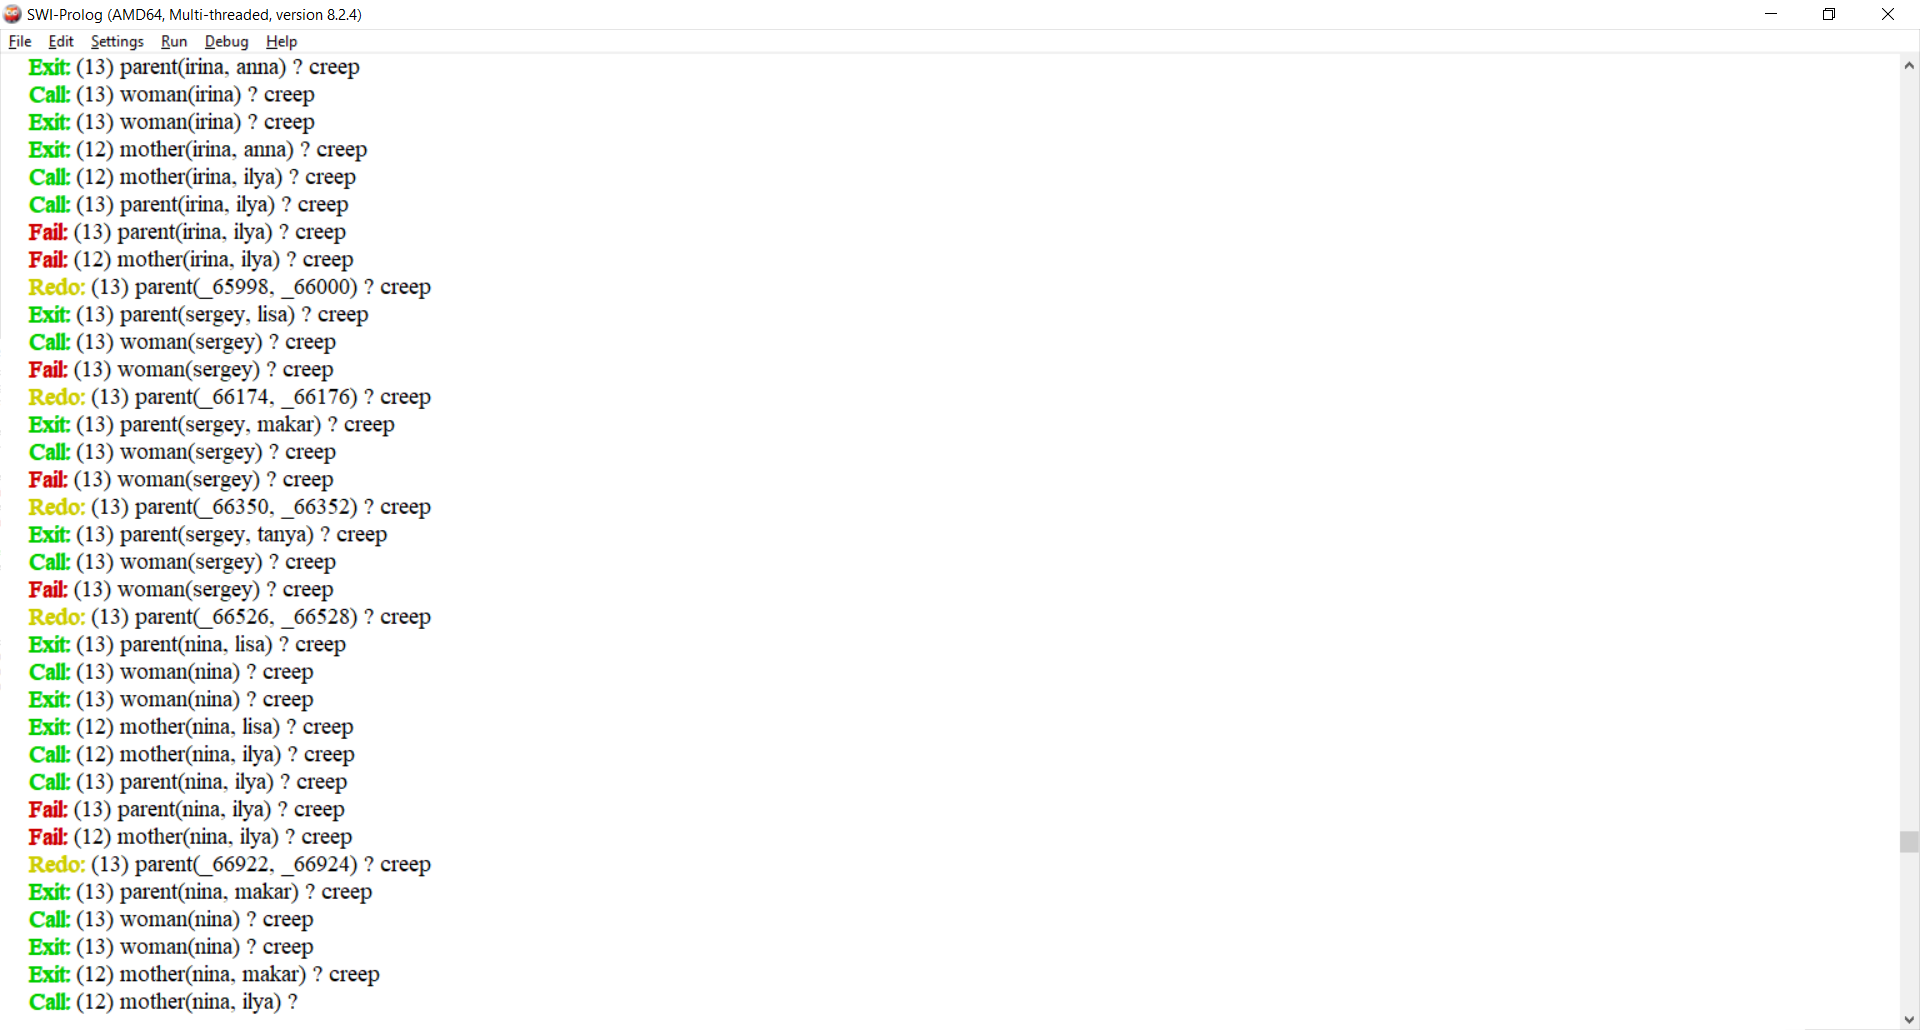 SWI-Prolog (AMD64, Multi-threaded, version 8.2.4)
File Edit Settings Run Debug Help
Exit: (13) parent(irina, anna) ? creep
Call: (13) woman(irina) ? creep
Exit: (13) woman(irina) ? creep
Exit: (12) mother(irina, anna) ? creep
Call: (12) mother(irina, ilya) ? creep
Call: (13) parent(irina, ilya) ? creep
Fail: (13) parent(irina, ilya) ? creep
Fail: (12) mother(irina, ilya) ? creep
Redo: (13) parent(_65998, _66000) ? creep
Exit: (13) parent(sergey, lisa) ? creep
Call: (13) woman(sergey) ? creep
Fail: (13) woman(sergey) ? creep
Redo: (13) parent(_66174, _66176) ? creep
Exit: (13) parent(sergey, makar) ? creep
Call: (13) woman(sergey) ? creep
Fail: (13) woman(sergey) ? creep
Redo: (13) parent(_66350, _66352) ? creep
Exit: (13) parent(sergey, tanya) ? creep
Call: (13) woman(sergey) ? creep
Fail: (13) woman(sergey) ? creep
Redo: (13) parent(_66526, _66528) ? creep
Exit: (13) parent(nina, lisa) ? creep
Call: (13) woman(nina) ? creep
Exit: (13) woman(nina) ? creep
Exit: (12) mother(nina, lisa) ? creep
Call: (12) mother(nina, ilya) ? creep
Call: (13) parent(nina, ilya) ? creep
Fail: (13) parent(nina, ilya) ? creep
Fail: (12) mother(nina, ilya) ? creep
Redo: (13) parent(_66922, _66924) ? creep
Exit: (13) parent(nina, makar) ? creep
Call: (13) woman(nina) ? creep
Exit: (13) woman(nina) ? creep
Exit: (12) mother(nina, makar) ? creep
Call: (12) mother(nina, ilya) ?